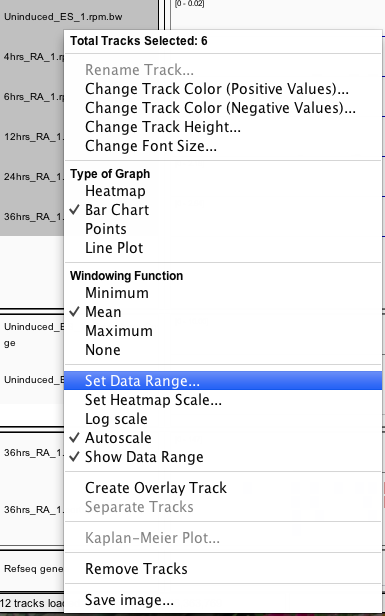 Uninduced_ES_1.rpm.bw
[0 - 0.02]
4hrs_RA_1.r
6hrs_RA_1.r
12hrs_RA_1.
24hrs_RA_1.
36hrs_RA_1.
Total Tracks Selected: 6
Rename Track...
Change Track Color (Positive Values)...
Change Track Color (Negative Values)...
Change Track Height...
Change Font Size...
Type of Graph
Heatmap
✓ Bar Chart
Points
Line Plot
Windowing Function
Minimum
✓ Mean
Maximum
None
Set Data Range...
Set Heatmap Scale...
Log scale
✓ Autoscale
✓ Show Data Range
Create Overlay Track
Separate Tracks
Kaplan-Meier Plot...
Remove Tracks
Save image...
Uninduced_E
ge
Uninduced_E
36hrs_RA_1.
36hrs_RA_1.
Refseq gene
12 tracks load